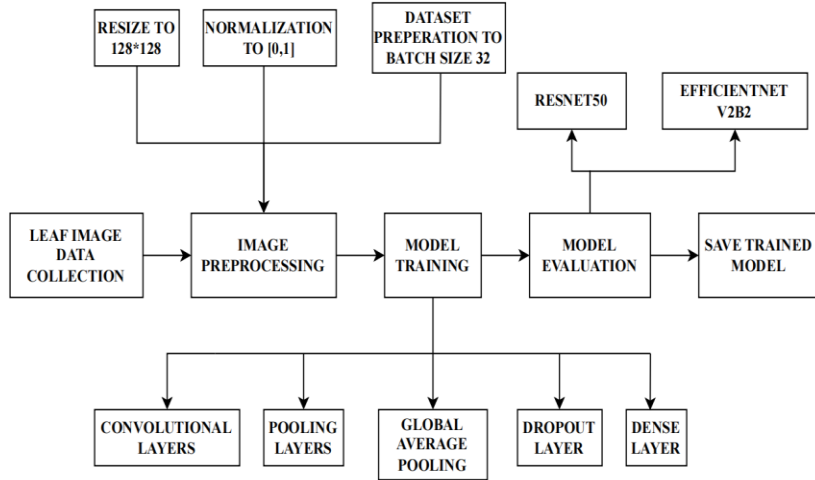 RESIZE TO
128*128
NORMALIZATION
TO [0,1]
DATASET
PREPERATION TO
BATCH SIZE 32
RESNET50
EFFICIENTNET
V2B2
LEAF IMAGE
DATA
COLLECTION
IMAGE
PREPROCESSING
MODEL
TRAINING
MODEL
EVALUATION
SAVE TRAINED
MODEL
CONVOLUTIONAL
LAYERS
POOLING
LAYERS
GLOBAL
AVERAGE
POOLING
DROPOUT
LAYER
DENSE
LAYER